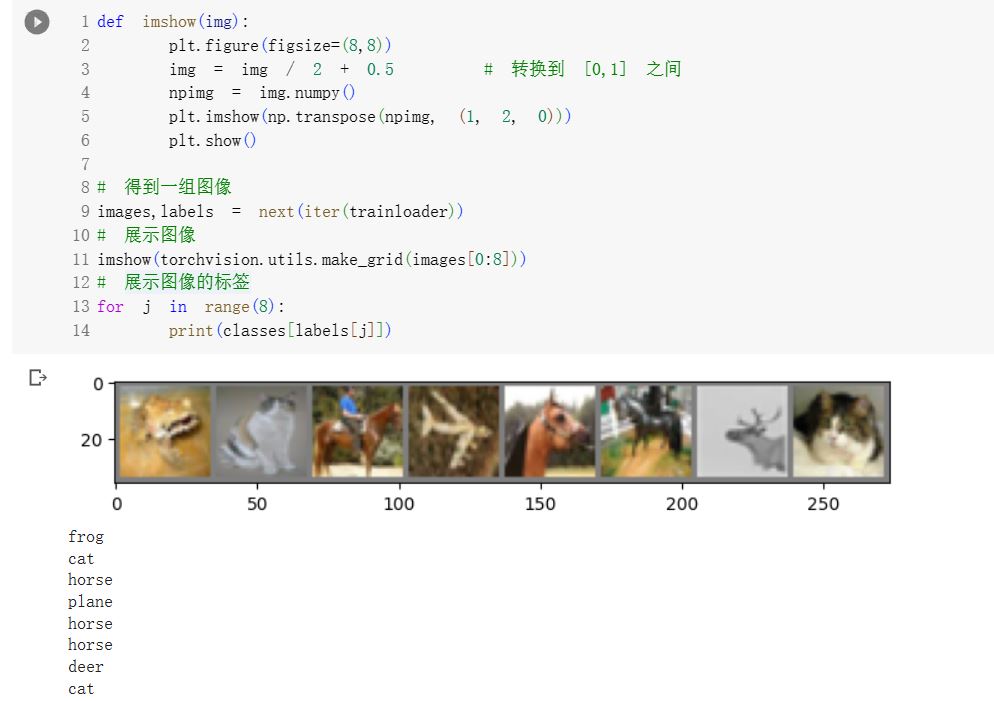 1 def imshow(img):
2 plt.figure(figsize=(8,8))
3 img = img / 2 + 0.5 # 转换到 [0,1] 之间
4 npimg = img.numpy()
5 plt.imshow(np.transpose(npimg, (1, 2, 0)))
6 plt.show()
7
8 # 得到一组图像
9 images,labels = next(iter(trainloader))
10 # 展示图像
11 imshow(torchvision.utils.make_grid(images[0:8]))
12 # 展示图像的标签
13 for j in range(8):
14 print(classes[labels[j]])
0
20
0 50 100 150 200 250
frog
cat
horse
plane
horse
horse
deer
cat